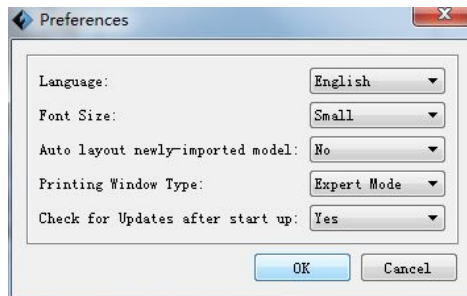 Preferences
Language: English
Font Size: Small
Auto layout newly-imported model: No
Printing Window Type: Expert Mode
Check for Updates after start up: Yes
OK Cancel